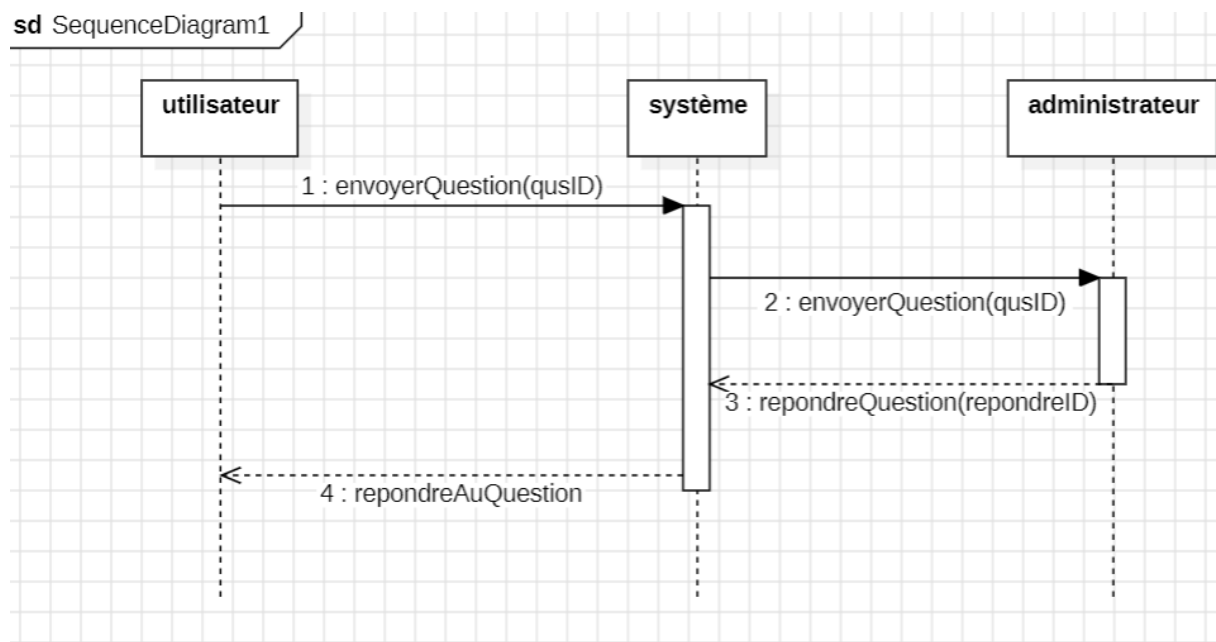 sd SequenceDiagram1
utilisateur
système
administrateur
1 : envoyerQuestion(qusID)
2 : envoyerQuestion(qusID)
3 : repondreQuestion(repondreID)
4 : repondreAuQuestion